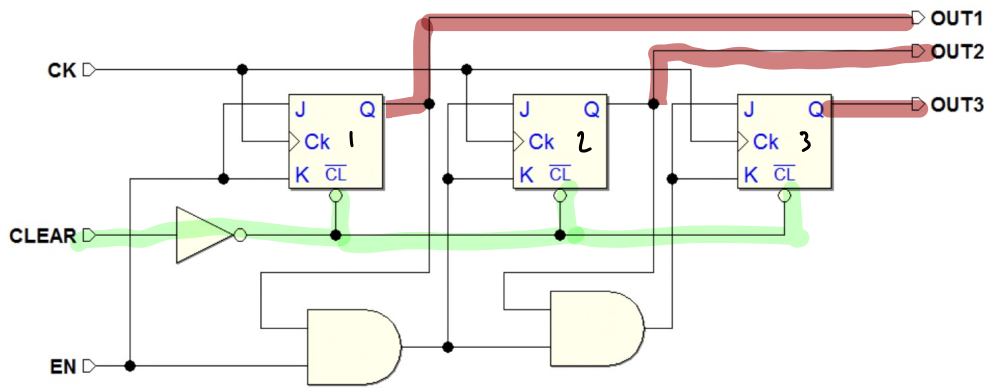 OUT1
OUT2
CK
J Q J Q J Q OUT3
Ck 1 Ck 2 Ck 3
K CL K CL K CL
CLEAR
EN